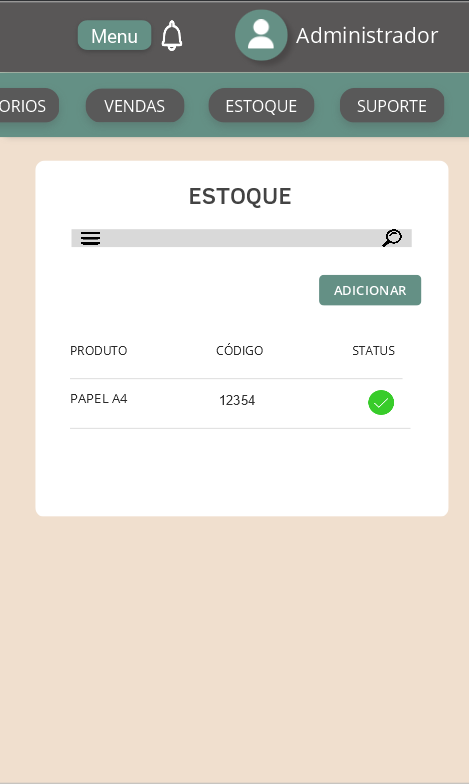 Menu Administrador
ORIOS VENDAS ESTOQUE SUPORTE
ESTOQUE
ADICIONAR
PRODUTO CÓDIGO STATUS
PAPEL A4 12354